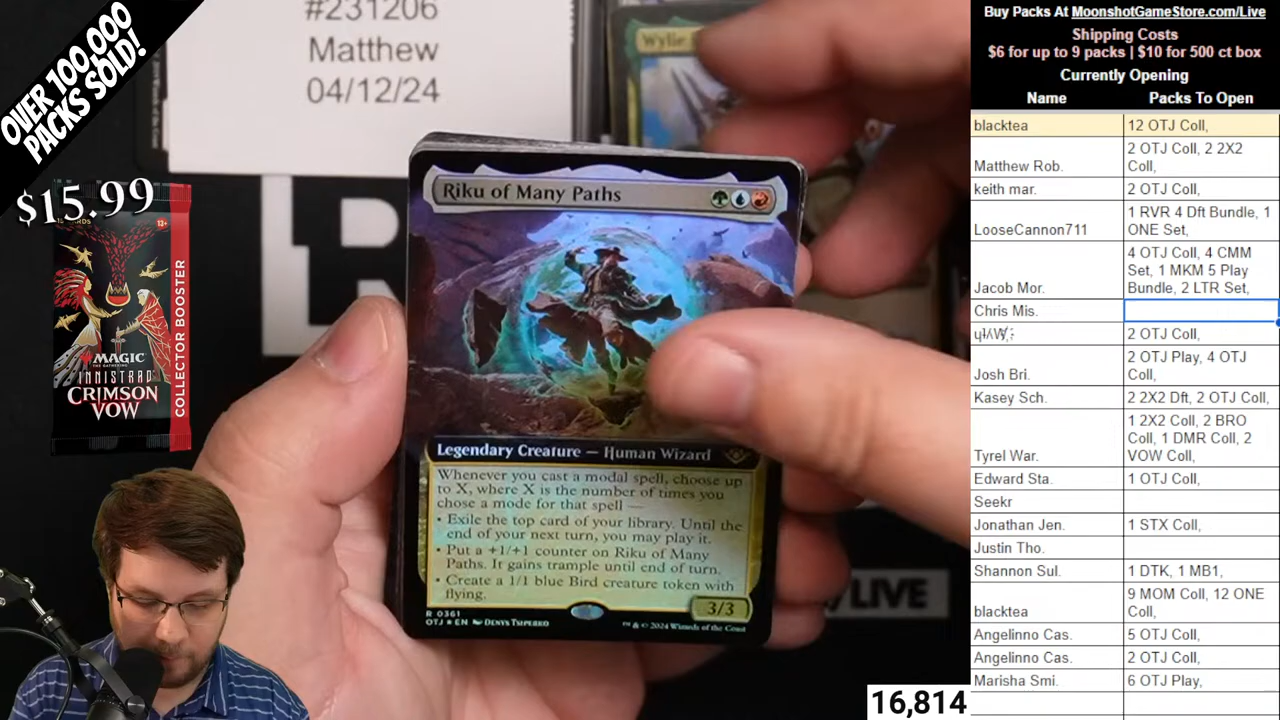 OVER 100,000
PACKS SOLD!
#231206
Matthew
04/12/24
$15.99
13+
MAGIC
THE GATHERING
INNISTRAD
CRIMSON
VOW
COLLECTOR BOOSTER
Wylie
Riku of Many Paths
Legendary Creature — Human Wizard
Whenever you cast a modal spell, choose up
to X, where X is the number of times you
chose a mode for that spell —
• Exile the top card of your library. Until the
end of your next turn, you may play it.
• Put a +1/+1 counter on Riku of Many
Paths. It gains trample until end of turn.
• Create a 1/1 blue Bird creature token with
flying.
3/3
R 0361
OTJ ★ EN DENYS TSIPERKO
™ & © 2024 Wizards of the Coast
/LIVE
16,814
Buy Packs At MoonshotGameStore.com/Live
Shipping Costs
$6 for up to 9 packs | $10 for 500 ct box
Currently Opening
Name Packs To Open
blacktea 12 OTJ Coll,
Matthew Rob. 2 OTJ Coll, 2 2X2
Coll,
keith mar. 2 OTJ Coll,
LooseCannon711 1 RVR 4 Dft Bundle, 1
ONE Set,
Jacob Mor. 4 OTJ Coll, 4 CMM
Set, 1 MKM 5 Play
Bundle, 2 LTR Set,
Chris Mis.
2 OTJ Coll,
Josh Bri. 2 OTJ Play, 4 OTJ
Coll,
Kasey Sch. 2 2X2 Dft, 2 OTJ Coll,
Tyrel War. 1 2X2 Coll, 2 BRO
Coll, 1 DMR Coll, 2
VOW Coll,
Edward Sta. 1 OTJ Coll,
Seekr
Jonathan Jen. 1 STX Coll,
Justin Tho.
Shannon Sul. 1 DTK, 1 MB1,
blacktea 9 MOM Coll, 12 ONE
Coll,
Angelinno Cas. 5 OTJ Coll,
Angelinno Cas. 2 OTJ Coll,
Marisha Smi. 6 OTJ Play,